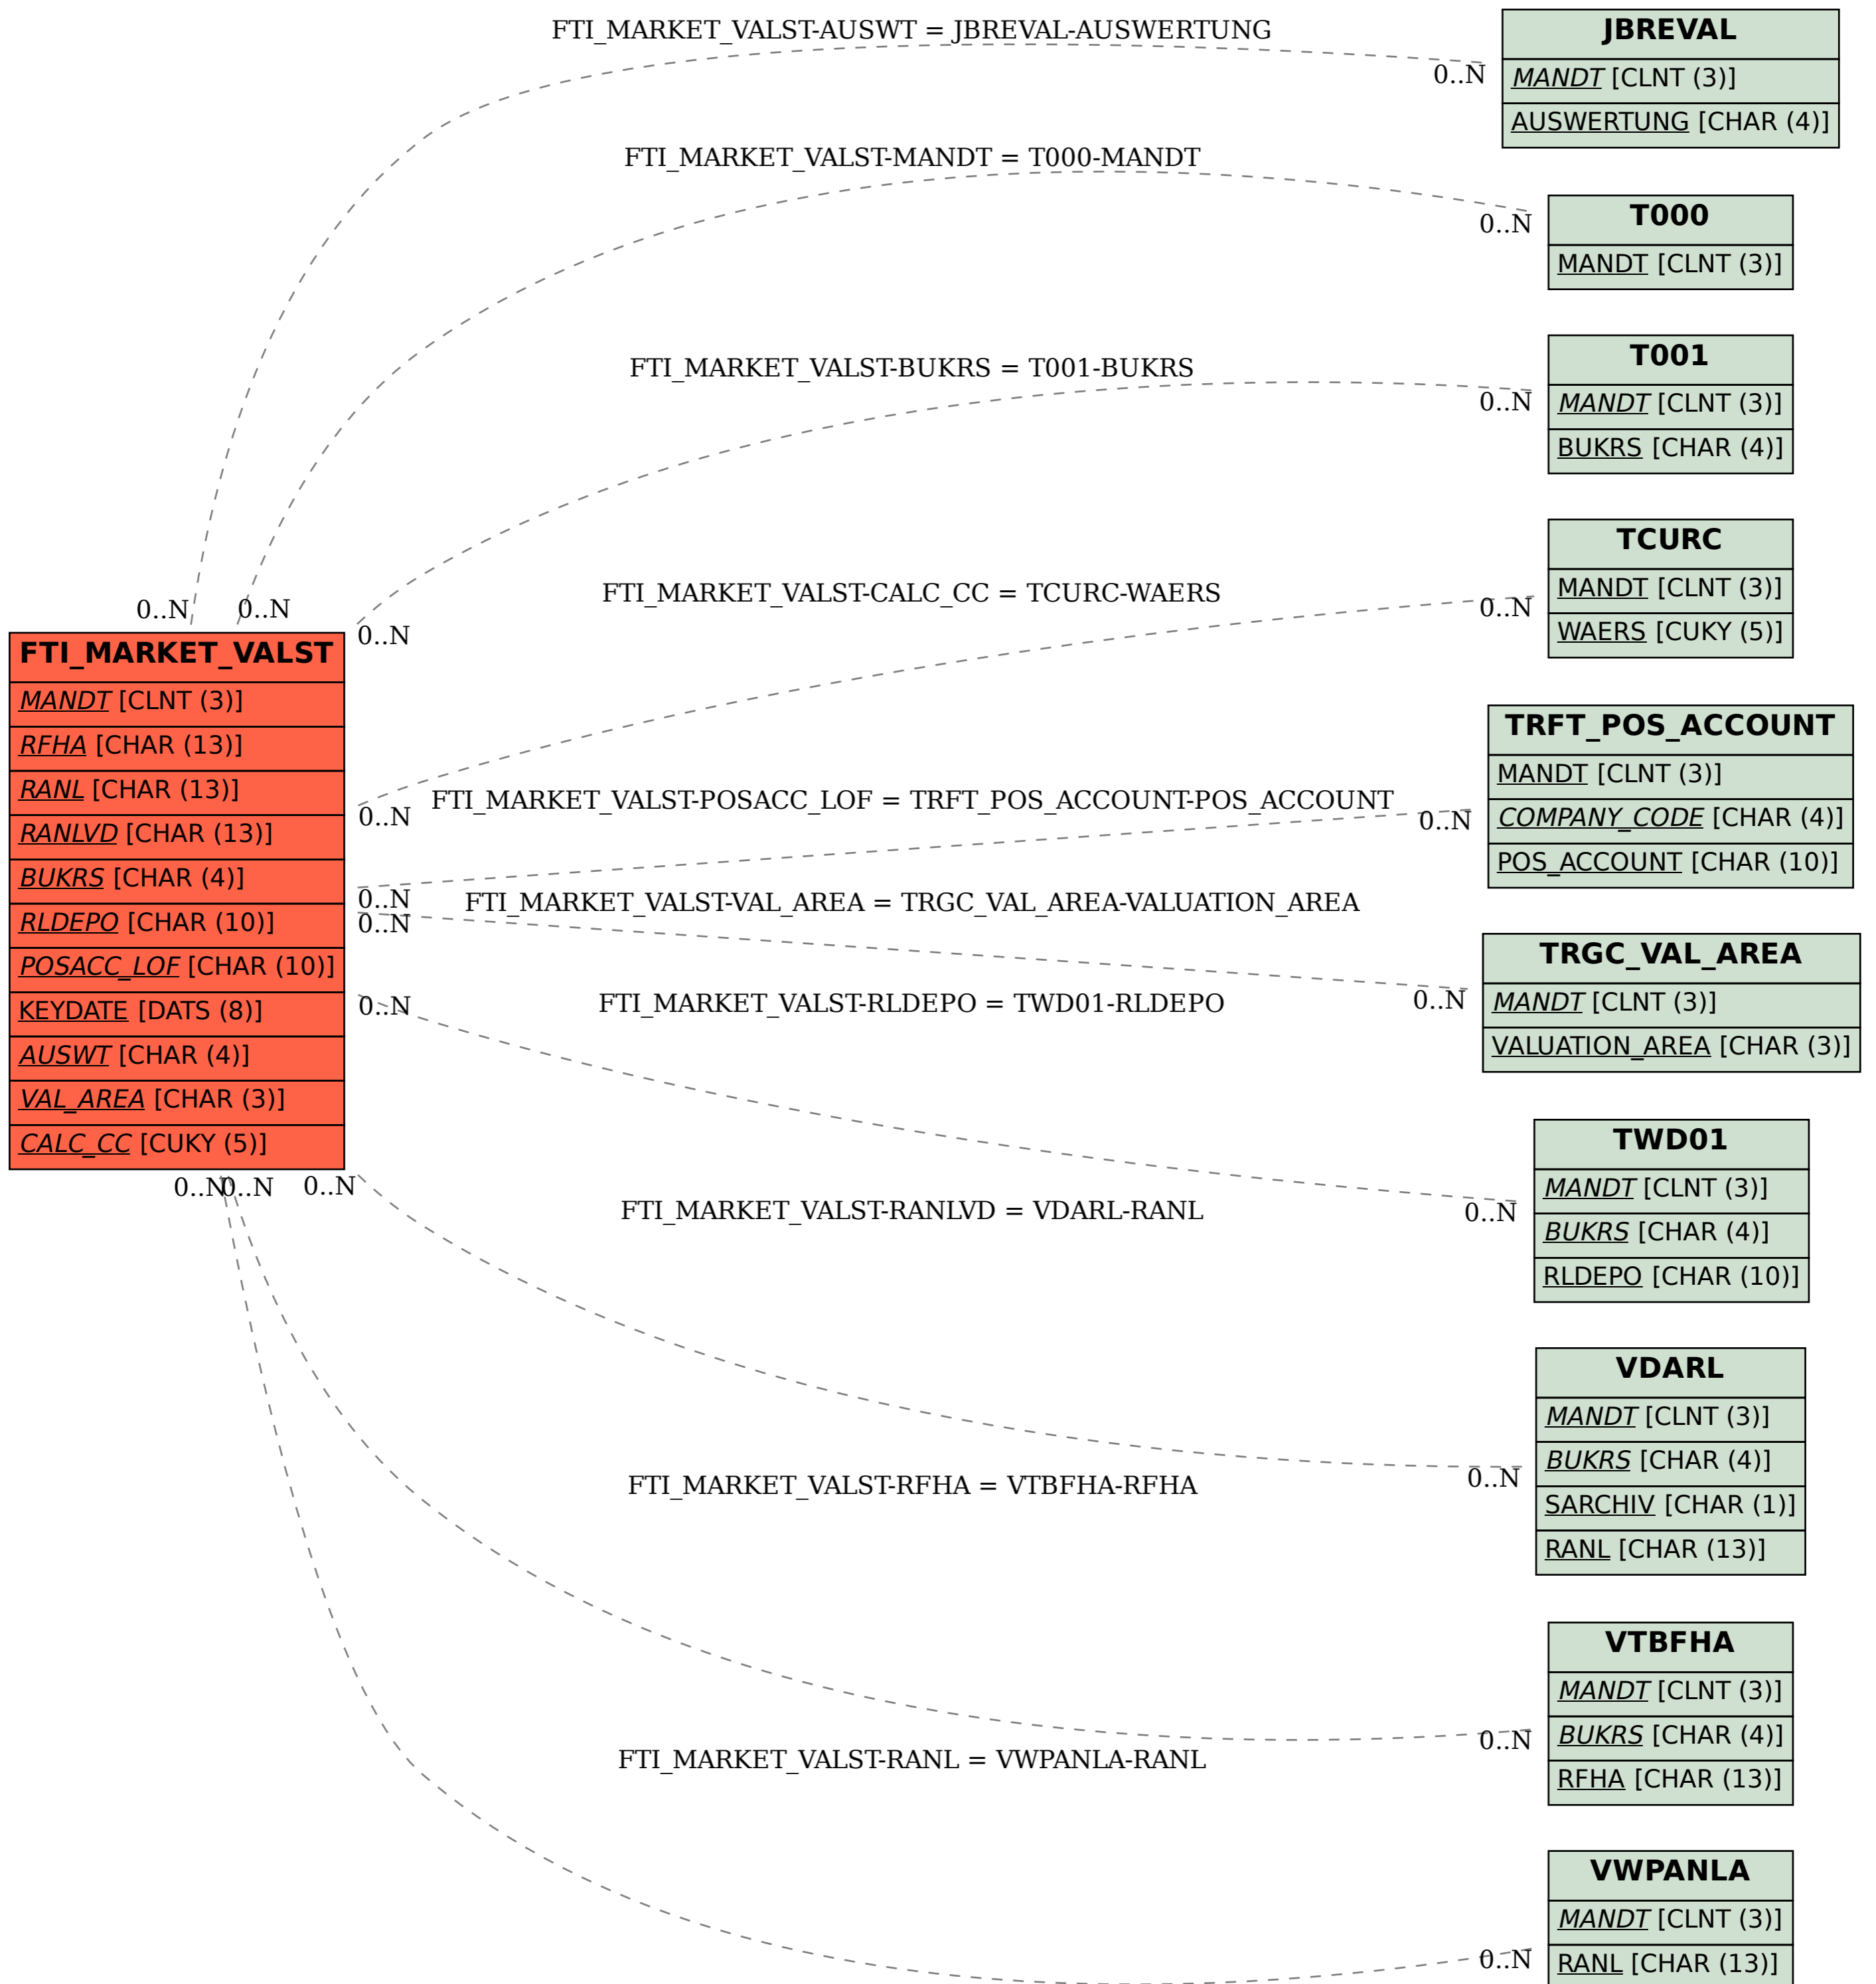 FTI_MARKET_VALST-AUSWT = JBREVAL-AUSWERTUNG
0..N
JBREVAL
MANDT [CLNT (3)]
AUSWERTUNG [CHAR (4)]
FTI_MARKET_VALST-MANDT = T000-MANDT
0..N
T000
MANDT [CLNT (3)]
FTI_MARKET_VALST-BUKRS = T001-BUKRS
0..N
T001
MANDT [CLNT (3)]
BUKRS [CHAR (4)]
FTI_MARKET_VALST-CALC_CC = TCURC-WAERS
0..N
TCURC
MANDT [CLNT (3)]
WAERS [CUKY (5)]
0..N
0..N
0..N
FTI_MARKET_VALST
MANDT [CLNT (3)]
RFHA [CHAR (13)]
RANL [CHAR (13)]
RANLVD [CHAR (13)]
BUKRS [CHAR (4)]
RLDEPO [CHAR (10)]
POSACC_LOF [CHAR (10)]
KEYDATE [DATS (8)]
AUSWT [CHAR (4)]
VAL_AREA [CHAR (3)]
CALC_CC [CUKY (5)]
0..N
FTI_MARKET_VALST-POSACC_LOF = TRFT_POS_ACCOUNT-POS_ACCOUNT
0..N
TRFT_POS_ACCOUNT
MANDT [CLNT (3)]
COMPANY_CODE [CHAR (4)]
POS_ACCOUNT [CHAR (10)]
0..N
0..N
FTI_MARKET_VALST-VAL_AREA = TRGC_VAL_AREA-VALUATION_AREA
0..N
TRGC_VAL_AREA
MANDT [CLNT (3)]
VALUATION_AREA [CHAR (3)]
0..N
FTI_MARKET_VALST-RLDEPO = TWD01-RLDEPO
0..N
TWD01
MANDT [CLNT (3)]
BUKRS [CHAR (4)]
RLDEPO [CHAR (10)]
0..N
0..N
0..N
FTI_MARKET_VALST-RANLVD = VDARL-RANL
0..N
VDARL
MANDT [CLNT (3)]
BUKRS [CHAR (4)]
SARCHIV [CHAR (1)]
RANL [CHAR (13)]
FTI_MARKET_VALST-RFHA = VTBFHA-RFHA
0..N
VTBFHA
MANDT [CLNT (3)]
BUKRS [CHAR (4)]
RFHA [CHAR (13)]
FTI_MARKET_VALST-RANL = VWPANLA-RANL
0..N
VWPANLA
MANDT [CLNT (3)]
RANL [CHAR (13)]